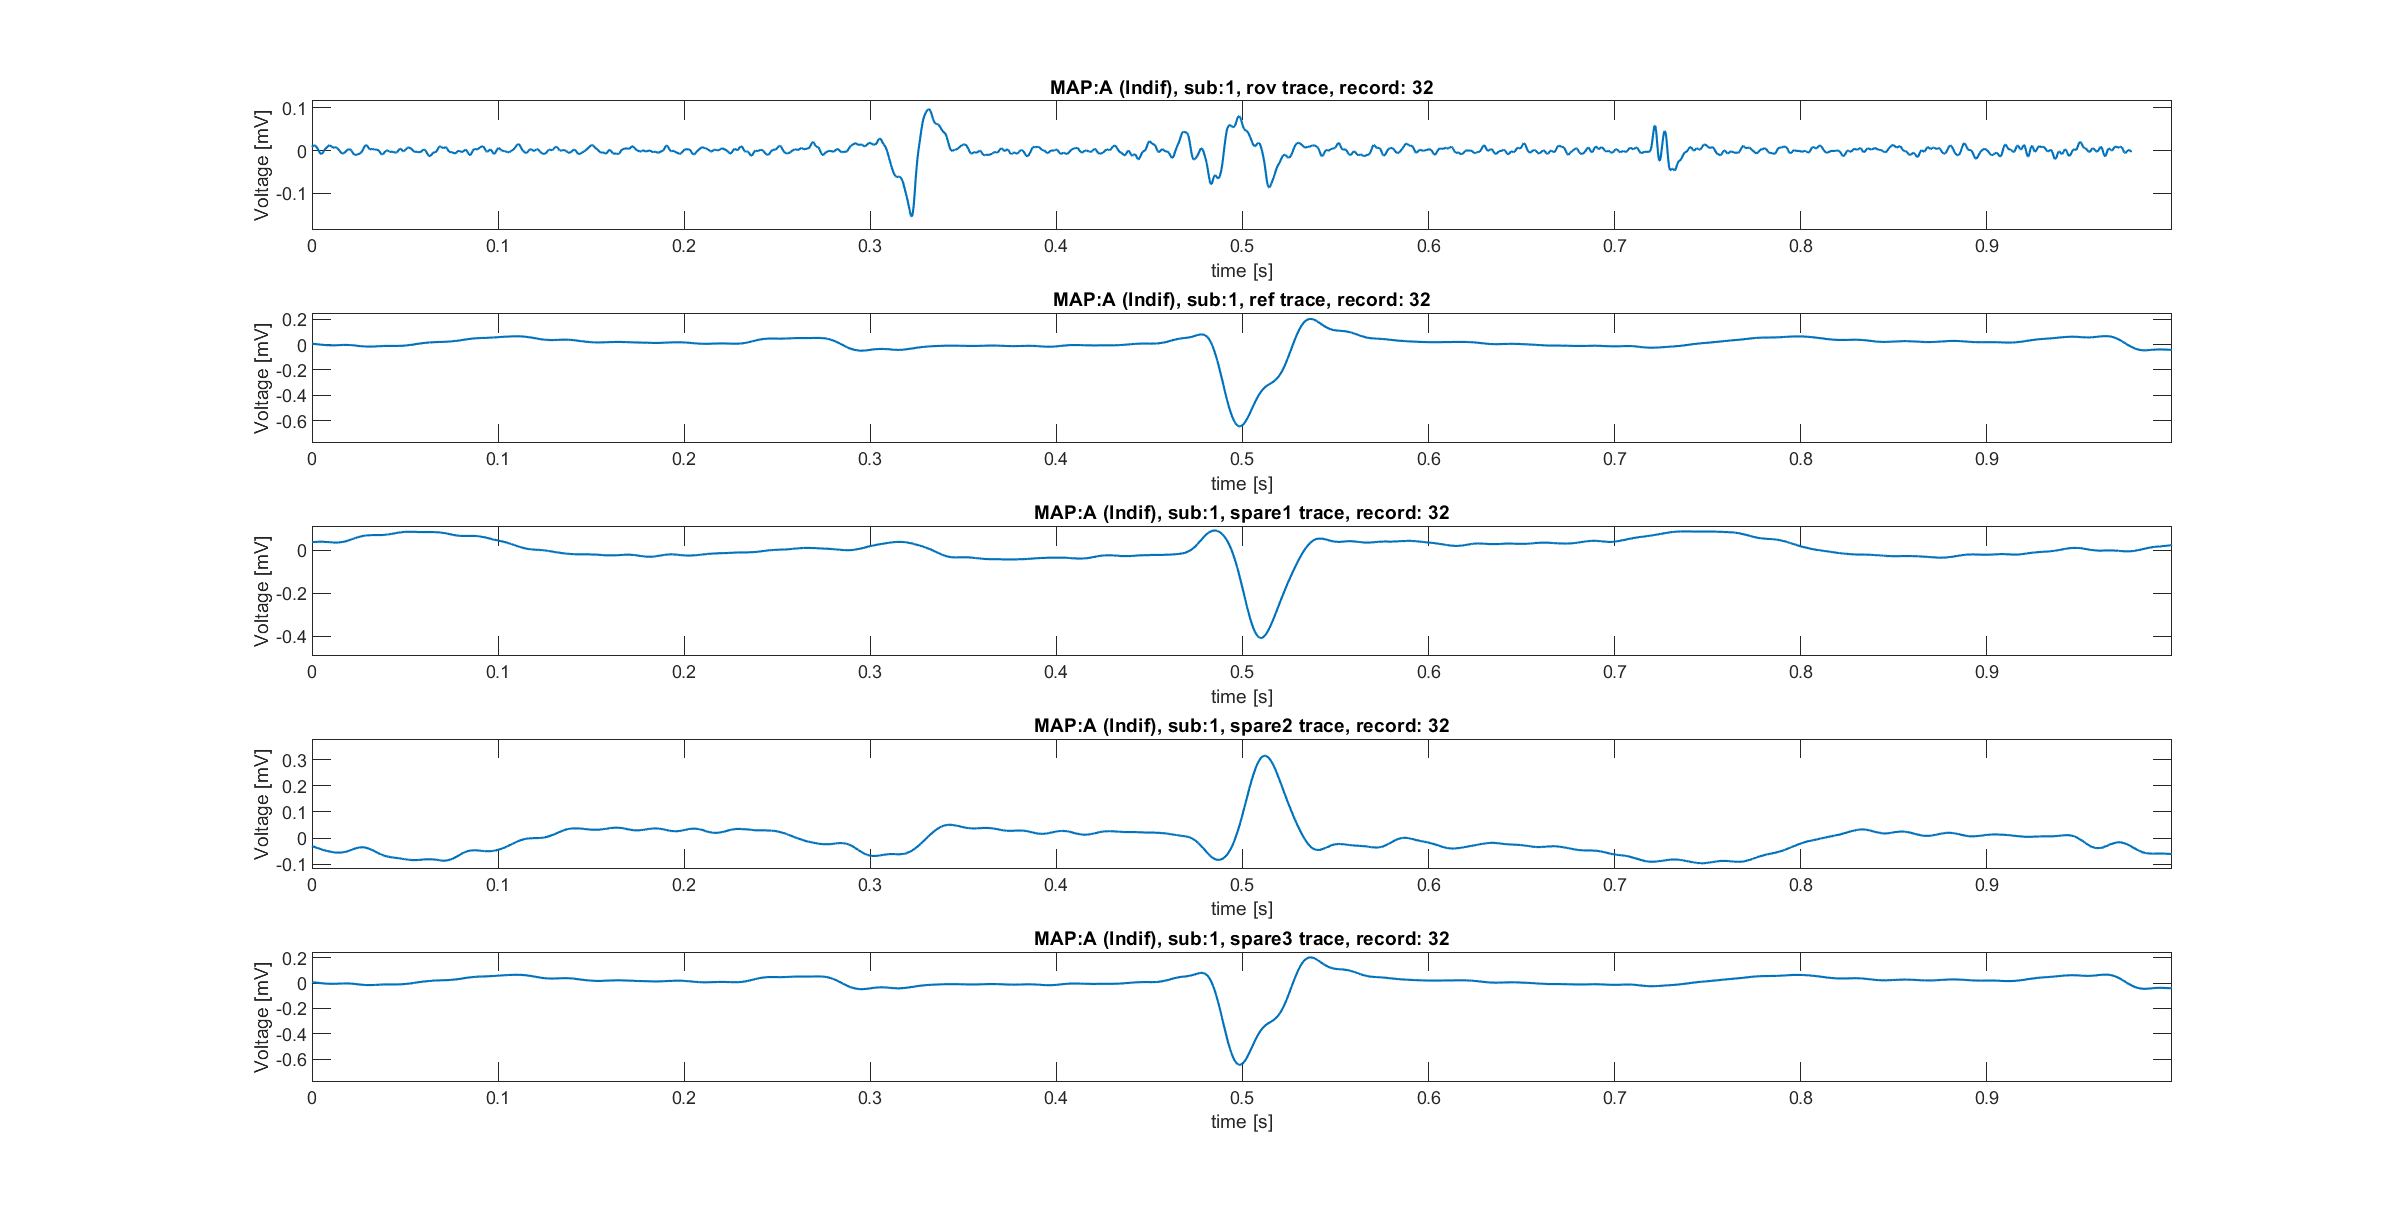 MAP:A (Indif), sub:1, rov trace, record: 32
Voltage [mV]
0.1
0
-0.1
0 0.1 0.2 0.3 0.4 0.5 0.6 0.7 0.8 0.9
time [s]
MAP:A (Indif), sub:1, ref trace, record: 32
Voltage [mV]
0.2
0
-0.2
-0.4
-0.6
0 0.1 0.2 0.3 0.4 0.5 0.6 0.7 0.8 0.9
time [s]
MAP:A (Indif), sub:1, spare1 trace, record: 32
Voltage [mV]
0
-0.2
-0.4
0 0.1 0.2 0.3 0.4 0.5 0.6 0.7 0.8 0.9
time [s]
MAP:A (Indif), sub:1, spare2 trace, record: 32
Voltage [mV]
0.3
0.2
0.1
0
-0.1
0 0.1 0.2 0.3 0.4 0.5 0.6 0.7 0.8 0.9
time [s]
MAP:A (Indif), sub:1, spare3 trace, record: 32
Voltage [mV]
0.2
0
-0.2
-0.4
-0.6
0 0.1 0.2 0.3 0.4 0.5 0.6 0.7 0.8 0.9
time [s]